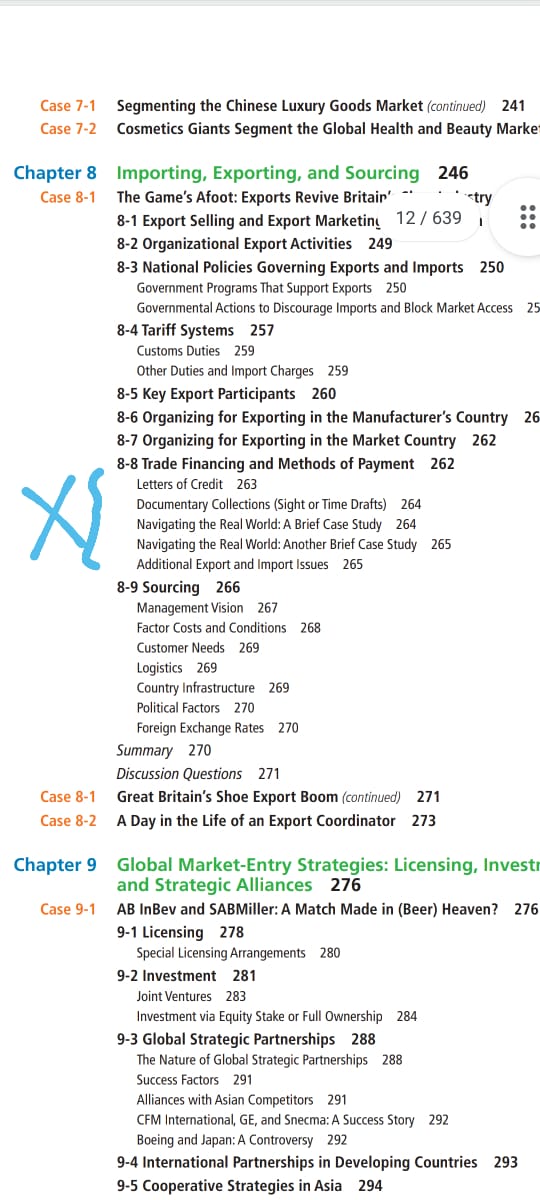 Case 7-1 Segmenting the Chinese Luxury Goods Market (continued) 241
Case 7-2 Cosmetics Giants Segment the Global Health and Beauty
Chapter 8 Importing, Exporting, and Sourcing 246
Case 8-1 The Game's Afoot: Exports Revive
8-1 Export Selling and Export
12 / 639
8-2 Organizational Export Activities 249
8-3 National Policies Governing Exports and Imports 250
Government Programs That Support Exports 250
Governmental Actions to Discourage Imports and Block Market Access
8-4 Tariff Systems 257
Customs Duties 259
Other Duties and Import Charges 259
8-5 Key Export Participants 260
8-6 Organizing for Exporting in the Manufacturer's Country
8-7 Organizing for Exporting in the Market Country 262
8-8 Trade Financing and Methods of Payment 262
Letters of Credit 263
Documentary Collections (Sight or Time Drafts) 264
Navigating the Real World: A Brief Case Study 264
Navigating the Real World: Another Brief Case Study 265
Additional Export and Import Issues 265
8-9 Sourcing 266
Management Vision 267
Factor Costs and Conditions 268
Customer Needs 269
Logistics 269
Country Infrastructure 269
Political Factors 270
Foreign Exchange Rates 270
Summary 270
Discussion Questions 271
Case 8-1 Great Britain's Shoe Export Boom (continued) 271
Case 8-2 A Day in the Life of an Export Coordinator 273
Chapter 9 Global Market-Entry Strategies: Licensing,
and Strategic Alliances 276
Case 9-1 AB InBev and SABMiller: A Match Made in (Beer) Heaven? 276
9-1 Licensing 278
Special Licensing Arrangements 280
9-2 Investment 281
Joint Ventures 283
Investment via Equity Stake or Full Ownership 284
9-3 Global Strategic Partnerships 288
The Nature of Global Strategic Partnerships 288
Success Factors 291
Alliances with Asian Competitors 291
CFM International, GE, and Snecma: A Success Story 292
Boeing and Japan: A Controversy 292
9-4 International Partnerships in Developing Countries 293
9-5 Cooperative Strategies in Asia 294